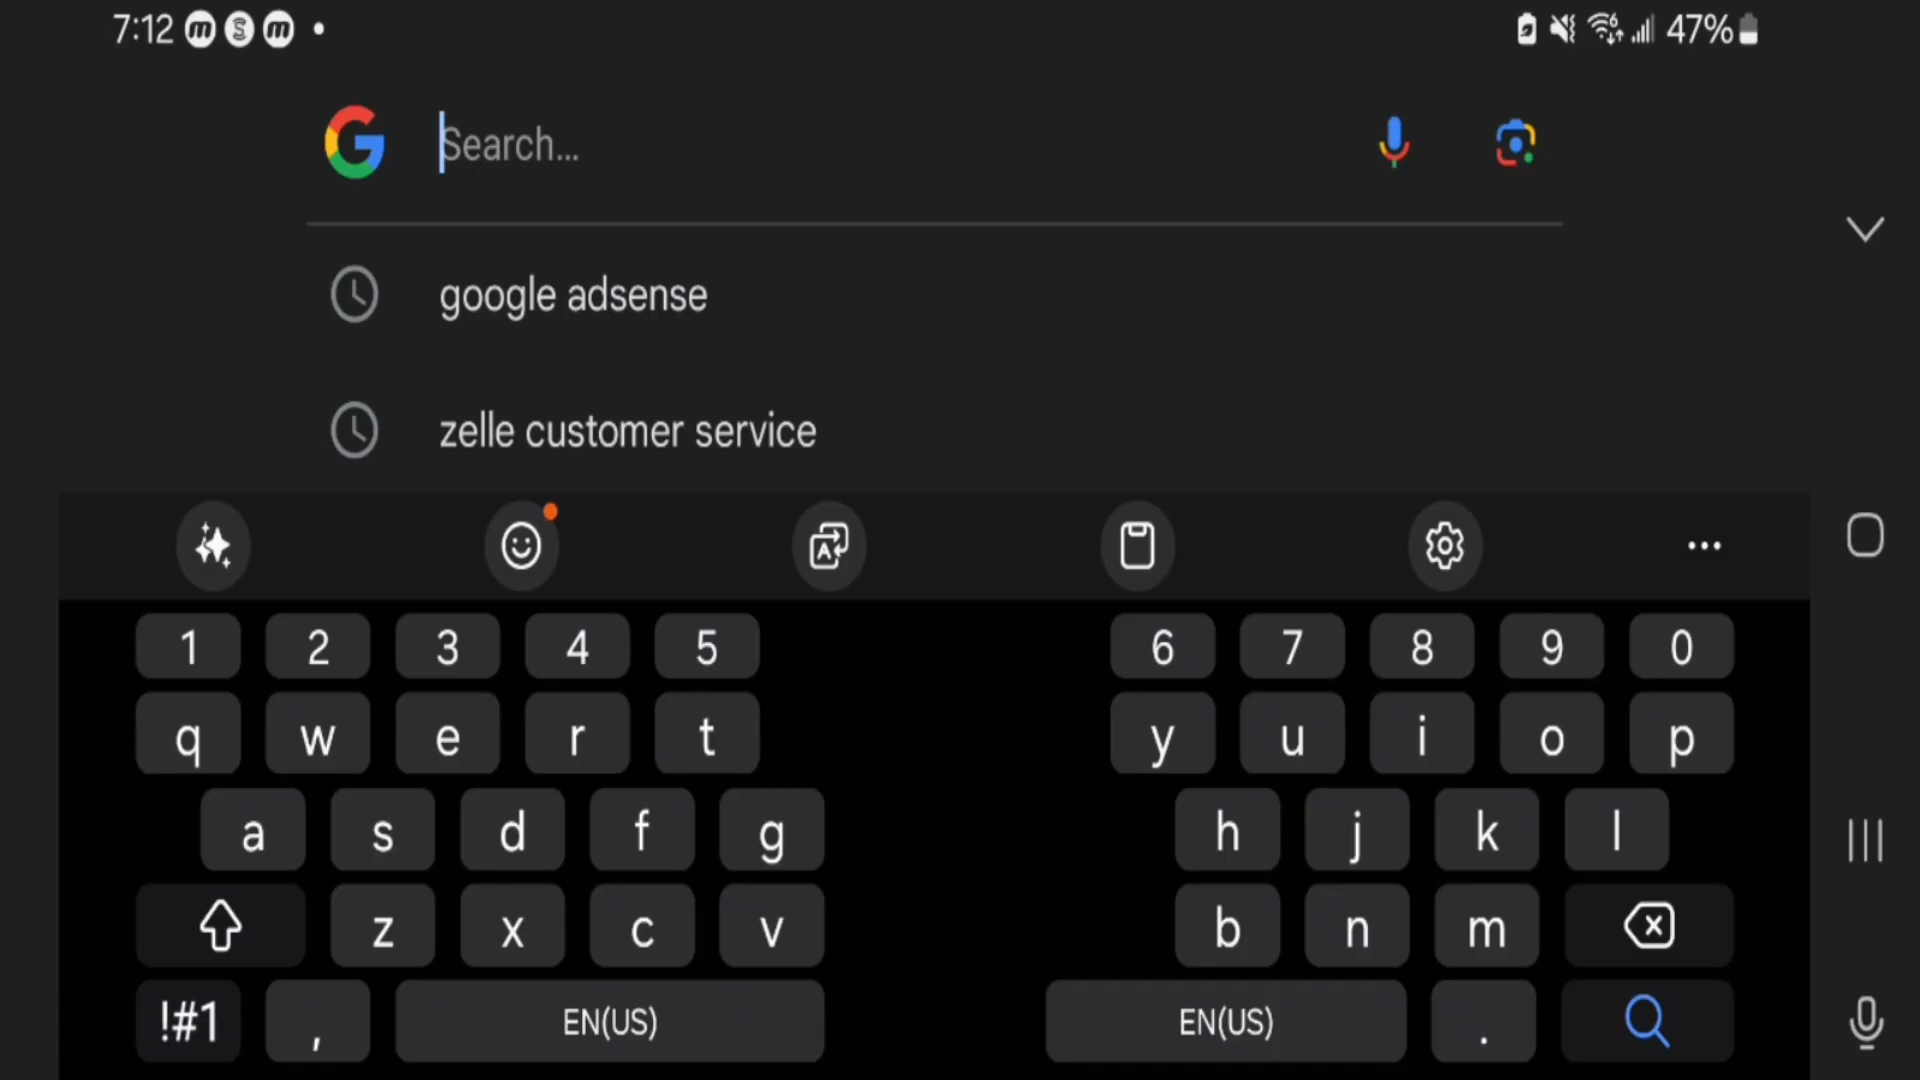 7:12
47%
Search...
google adsense
zelle customer service
1 2 3 4 5 6 7 8 9 0
q w e r t y u i o p
a s d f g h j k l
z x c v b n m
!#1 , EN(US) EN(US) .